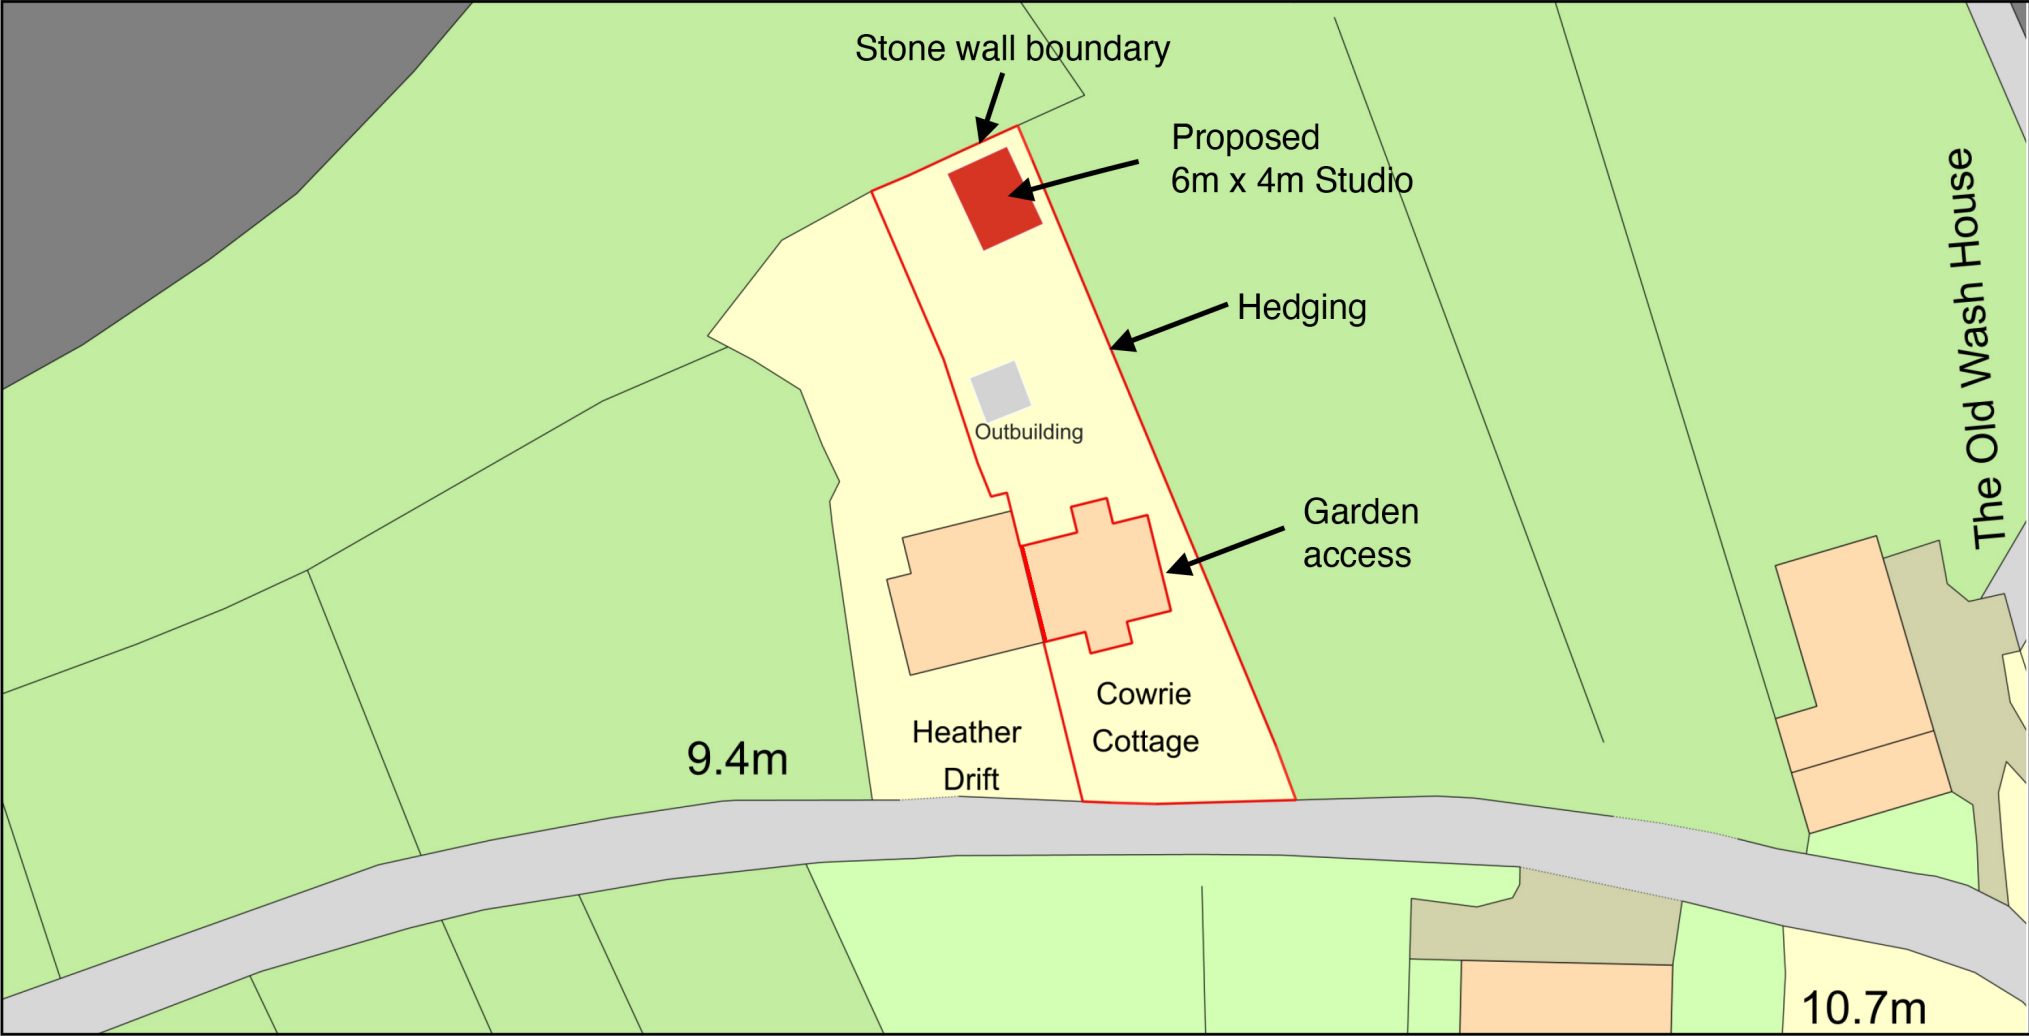 Stone wall boundary
Proposed
6m x 4m Studio
Hedging
Outbuilding
Garden
access
Cowrie
Cottage
Heather
Drift
9.4m
The Old Wash House
10.7m